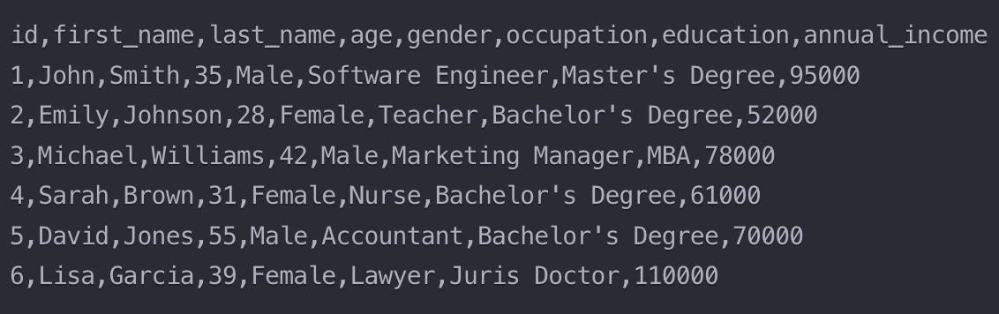 id,first_name,last_name,age,gender,occupation,education,annual_income
1,John,Smith,35,Male,Software Engineer,Master's Degree,95000
2,Emily,Johnson,28,Female,Teacher,Bachelor's Degree,52000
3,Michael,Williams,42,Male,Marketing Manager,MBA,78000
4,Sarah,Brown,31,Female,Nurse,Bachelor's Degree,61000
5,David,Jones,55,Male,Accountant,Bachelor's Degree,70000
6,Lisa,Garcia,39,Female,Lawyer,Juris Doctor,110000